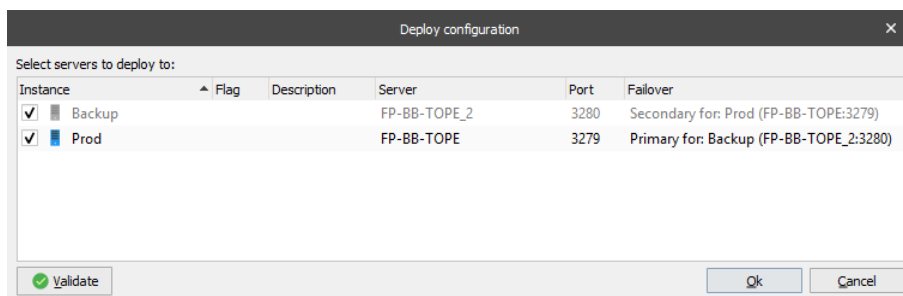 Deploy configuration
Select servers to deploy to:
Instance Flag Description Server Port Failover
Backup FP-BB-TOPE_2 3280 Secondary for: Prod (FP-BB-TOPE:3279)
Prod FP-BB-TOPE 3279 Primary for: Backup (FP-BB-TOPE_2:3280)
Validate Ok Cancel